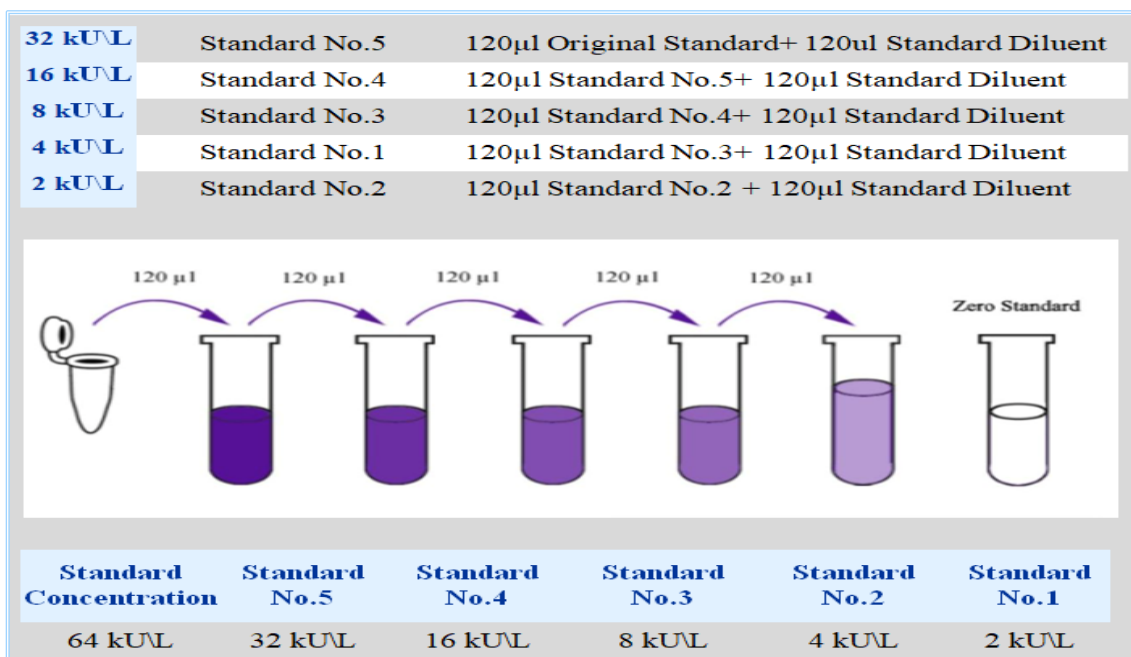 32 kU\L Standard No.5 120μl Original Standard+ 120ul Standard Diluent
16 kU\L Standard No.4 120μl Standard No.5+ 120μl Standard Diluent
8 kU\L Standard No.3 120μl Standard No.4+ 120μl Standard Diluent
4 kU\L Standard No.1 120μl Standard No.3+ 120μl Standard Diluent
2 kU\L Standard No.2 120μl Standard No.2 + 120μl Standard Diluent
120 μl 120 μl 120 μl 120 μl 120 μl
Zero Standard
Standard Standard Standard Standard Standard Standard
Concentration No.5 No.4 No.3 No.2 No.1
64 kU\L 32 kU\L 16 kU\L 8 kU\L 4 kU\L 2 kU\L